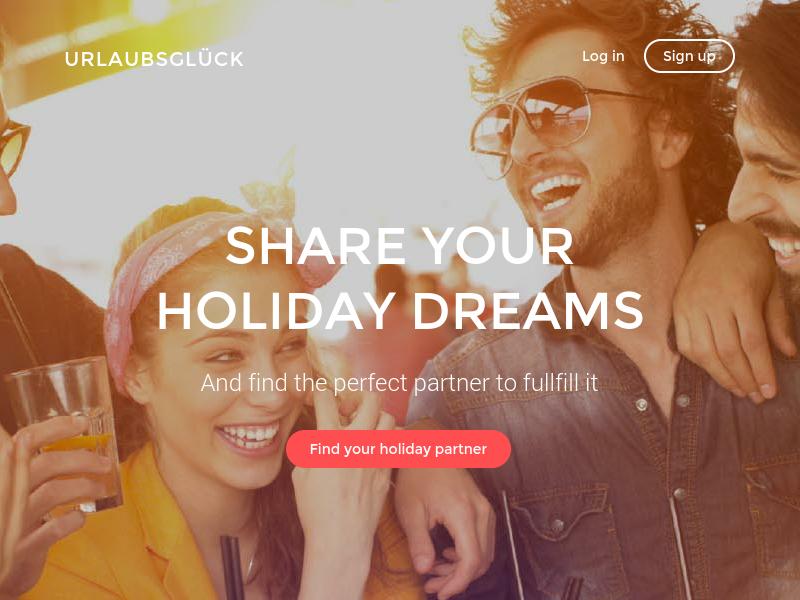 URLAUBSGLÜCK
Log in
Sign up
SHARE YOUR
HOLIDAY DREAMS
And find the perfect partner to fullfill it
Find your holiday partner